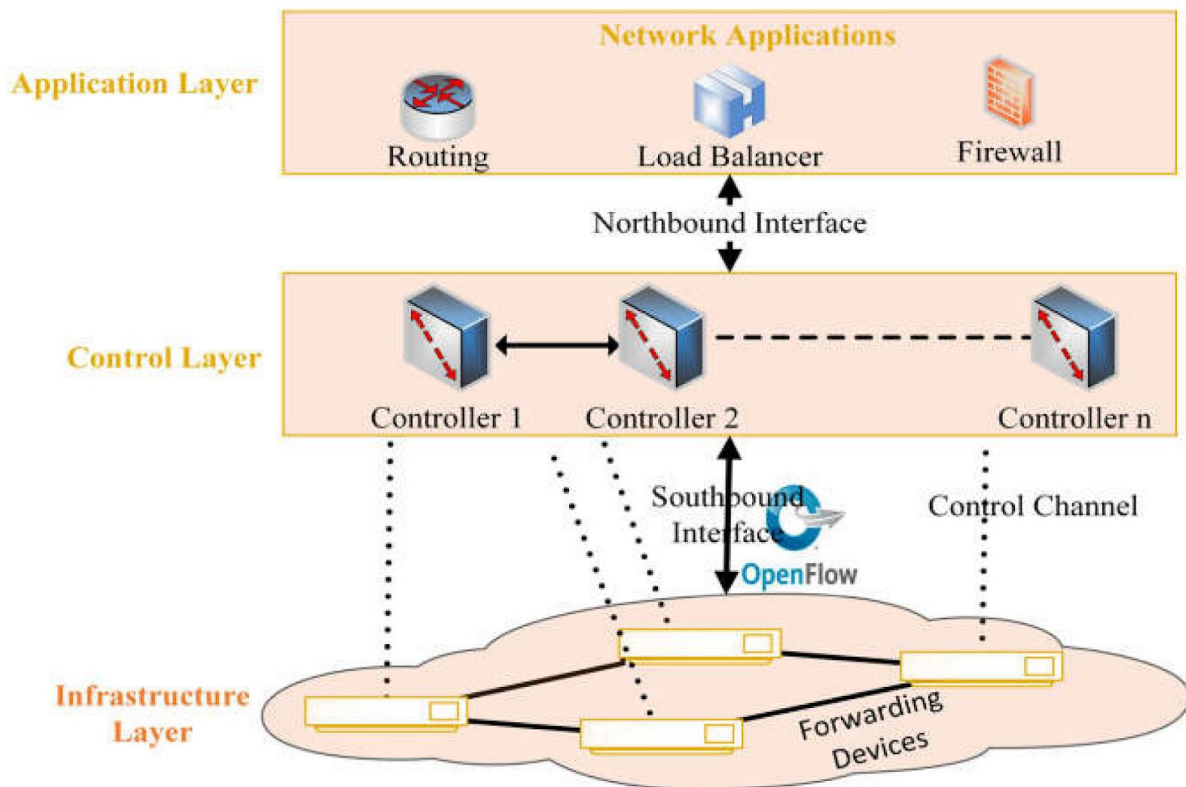 Network Applications
Application Layer
Routing
Load Balancer
Firewall
Northbound Interface
Control Layer
Controller 1
Controller 2
Controller n
Southbound
Interface
OpenFlow
Control Channel
Infrastructure
Layer
Forwarding
Devices